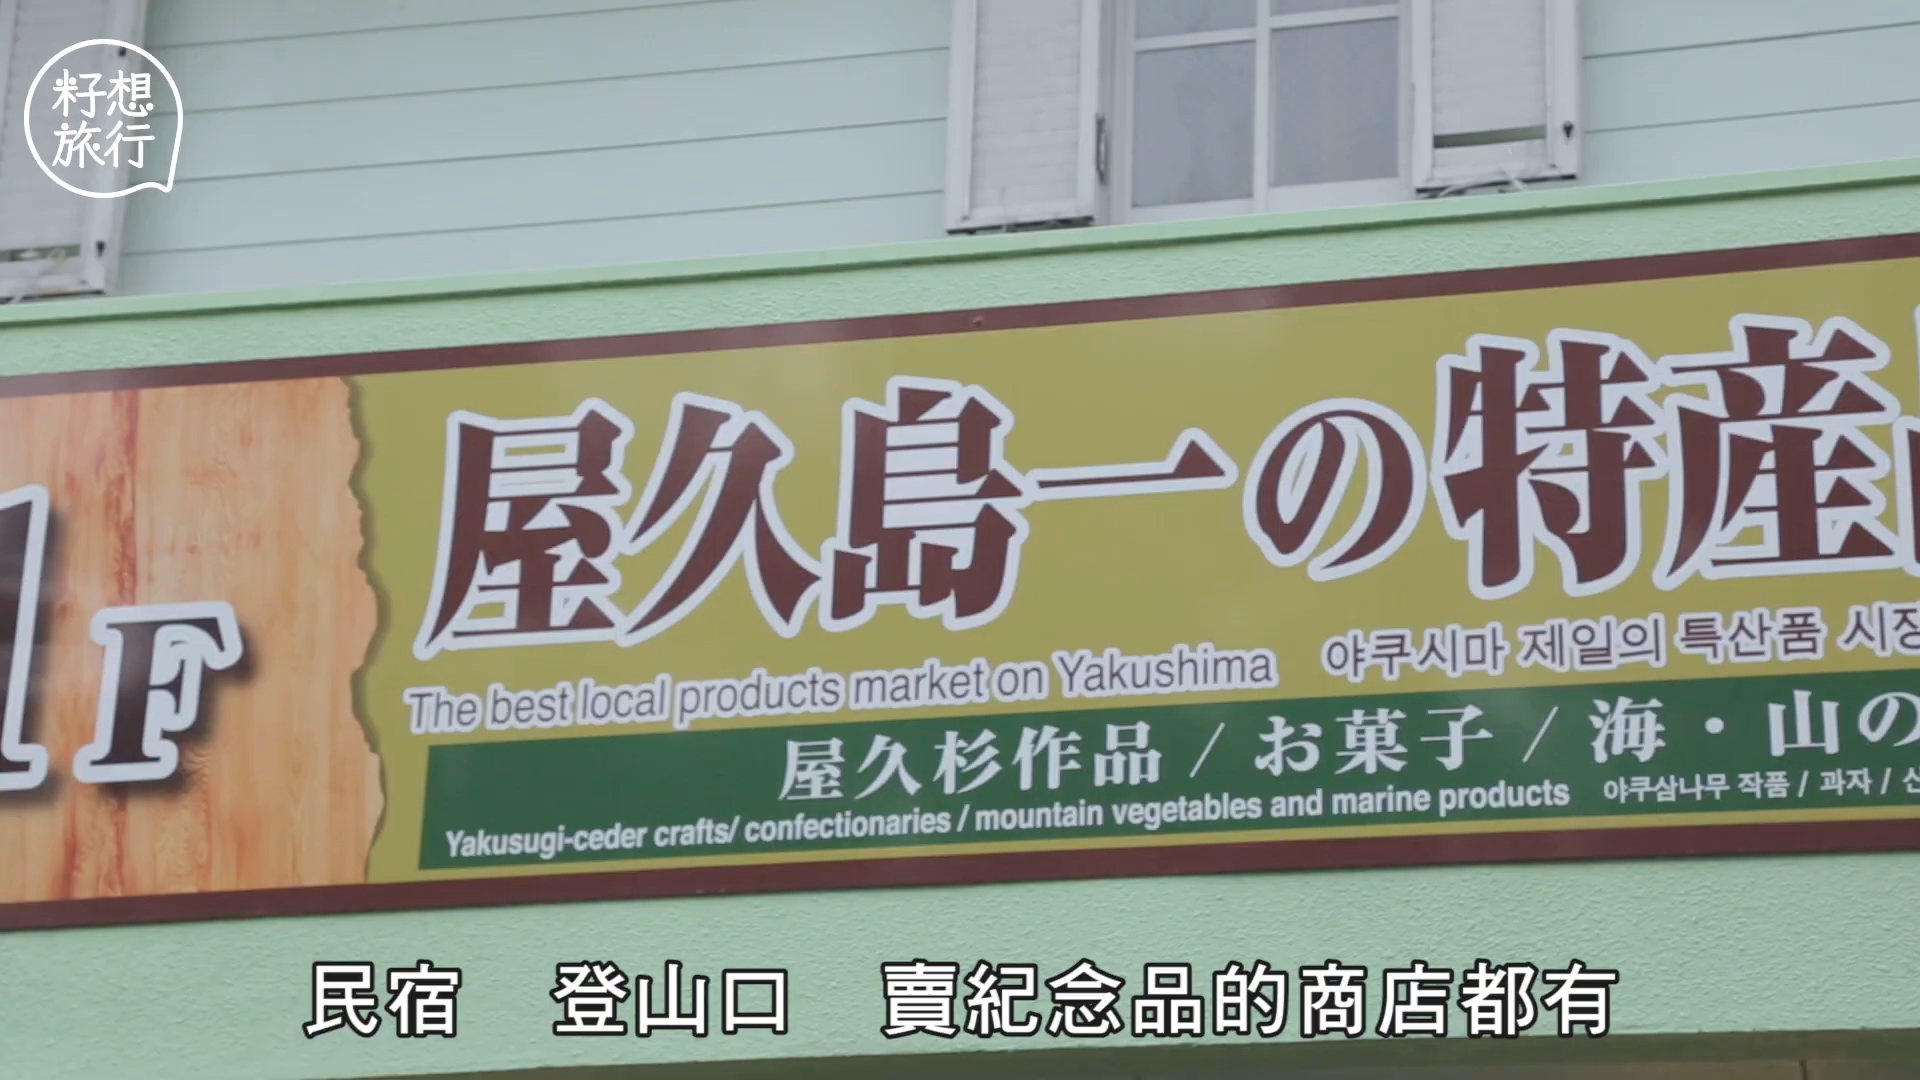 籽想
旅行
1F
屋久島一の特産
The best local products market on Yakushima 야쿠시마 제일의 특산품 시장
屋久杉作品 / お菓子 / 海・山の
Yakusugi-ceder crafts/ confectionaries / mountain vegetables and marine products 야쿠삼나무 작품 / 과자 /
民宿 登山口 賣紀念品的商店都有